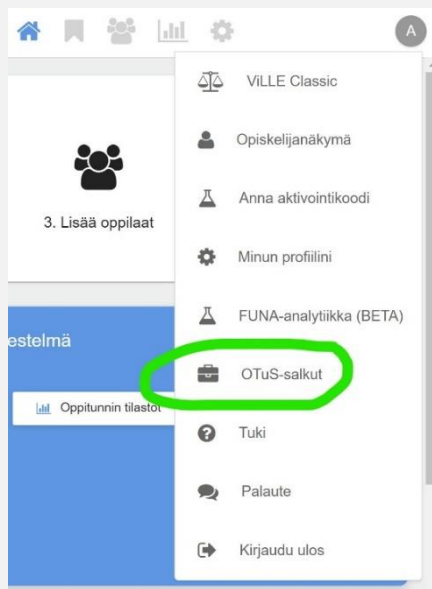 A
3. Lisää oppilaat
estelmä
Oppitunnin tilastot
ViLLE Classic
Opiskelijanäkymä
Anna aktivointikoodi
Minun profiilini
FUNA-analytiikka (BETA)
OTuS-salkut
Tuki
Palaute
Kirjaudu ulos